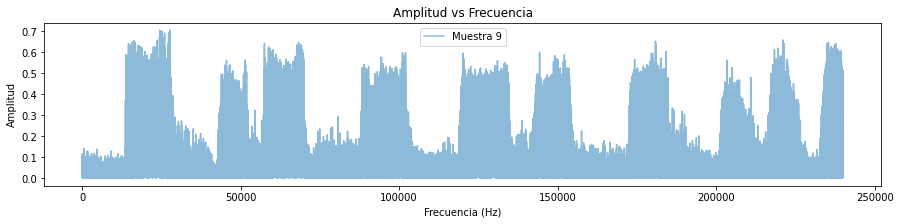 Amplitud vs Frecuencia
Muestra 9
Amplitud
0.7
0.6
0.5
0.4
0.3
0.2
0.1
0.0
0 50000 100000 150000 200000 250000
Frecuencia (Hz)